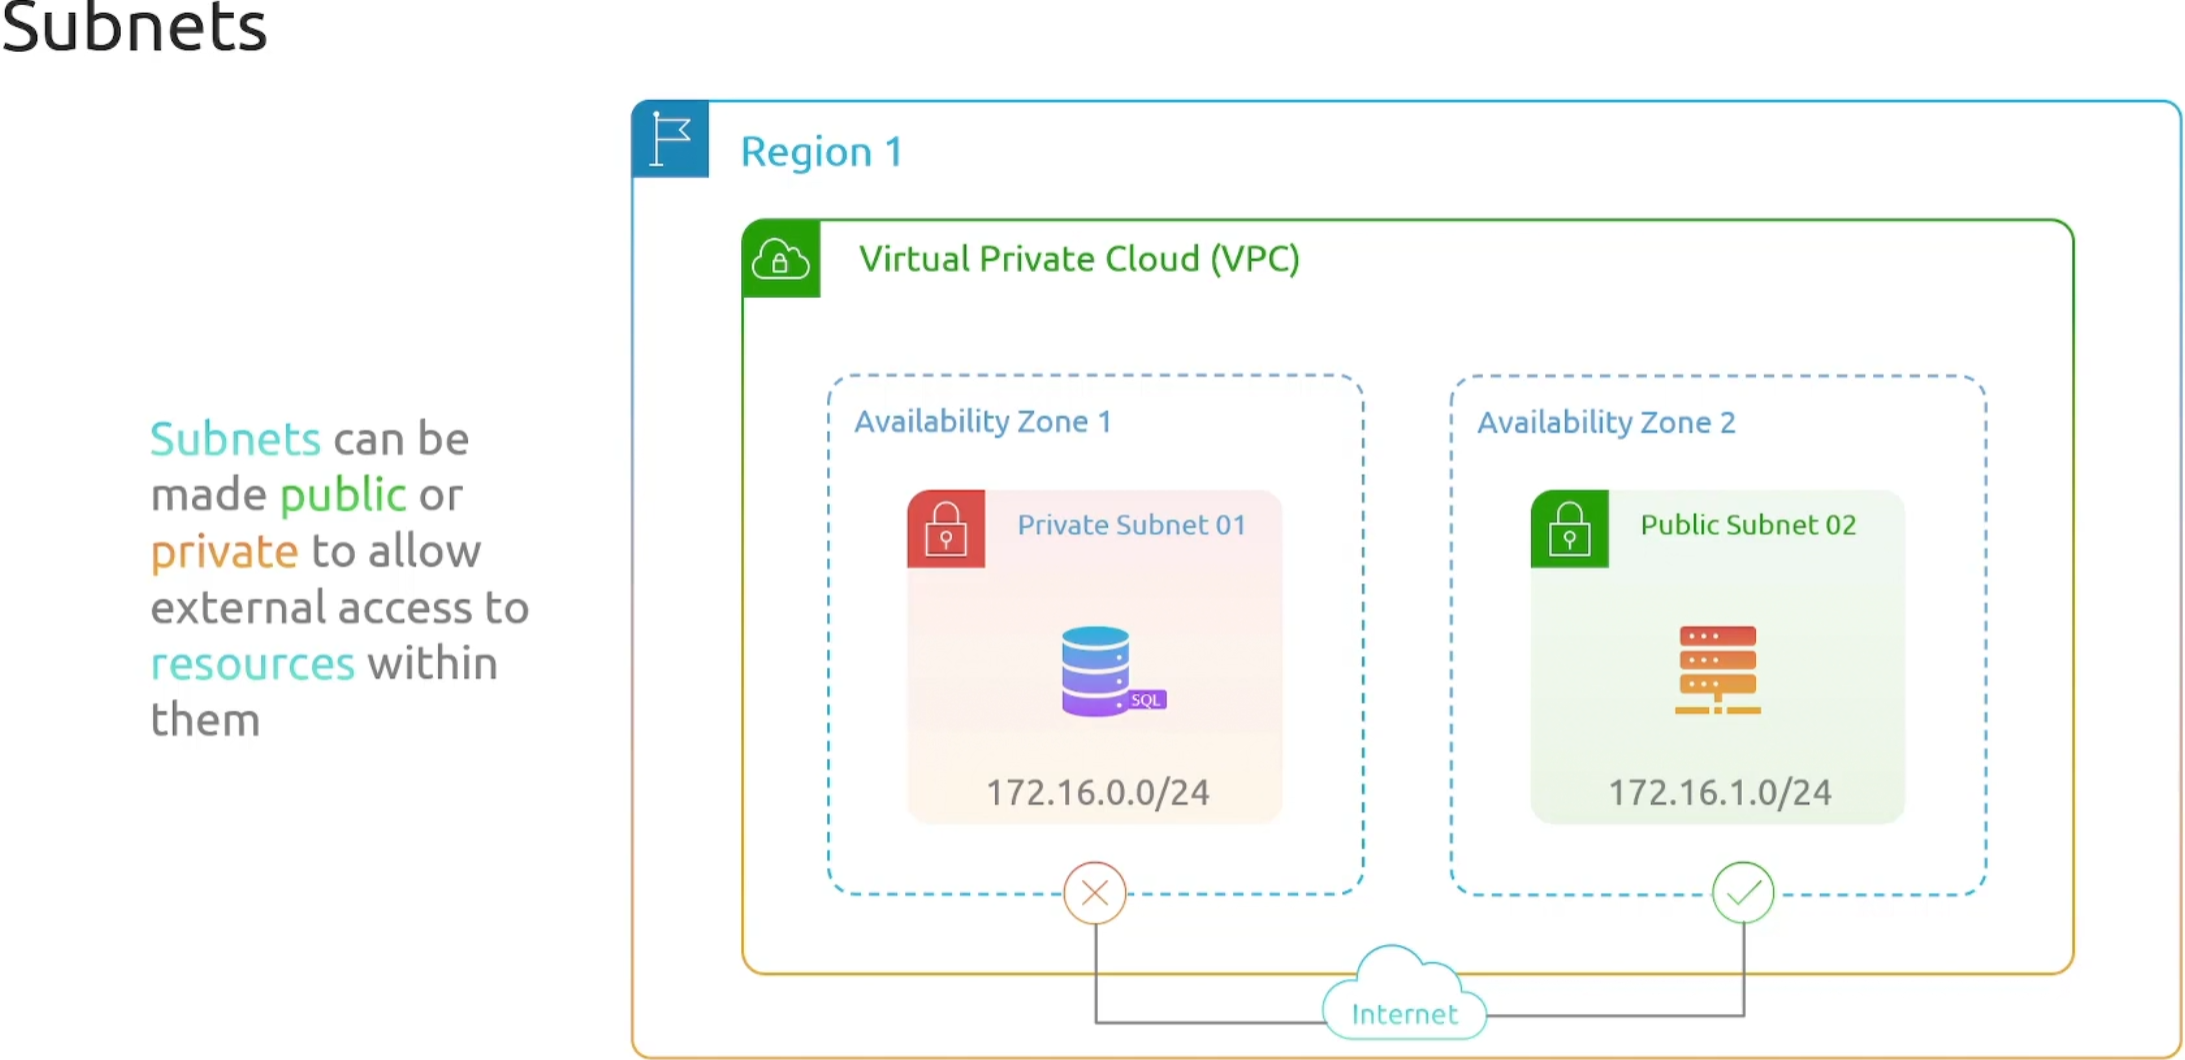 Subnets
Subnets can be
made public or
private to allow
external access to
resources within
them
Region 1
Virtual Private Cloud (VPC)
Availability Zone 1
Private Subnet 01
SQL
172.16.0.0/24
Availability Zone 2
Public Subnet 02
172.16.1.0/24
Internet